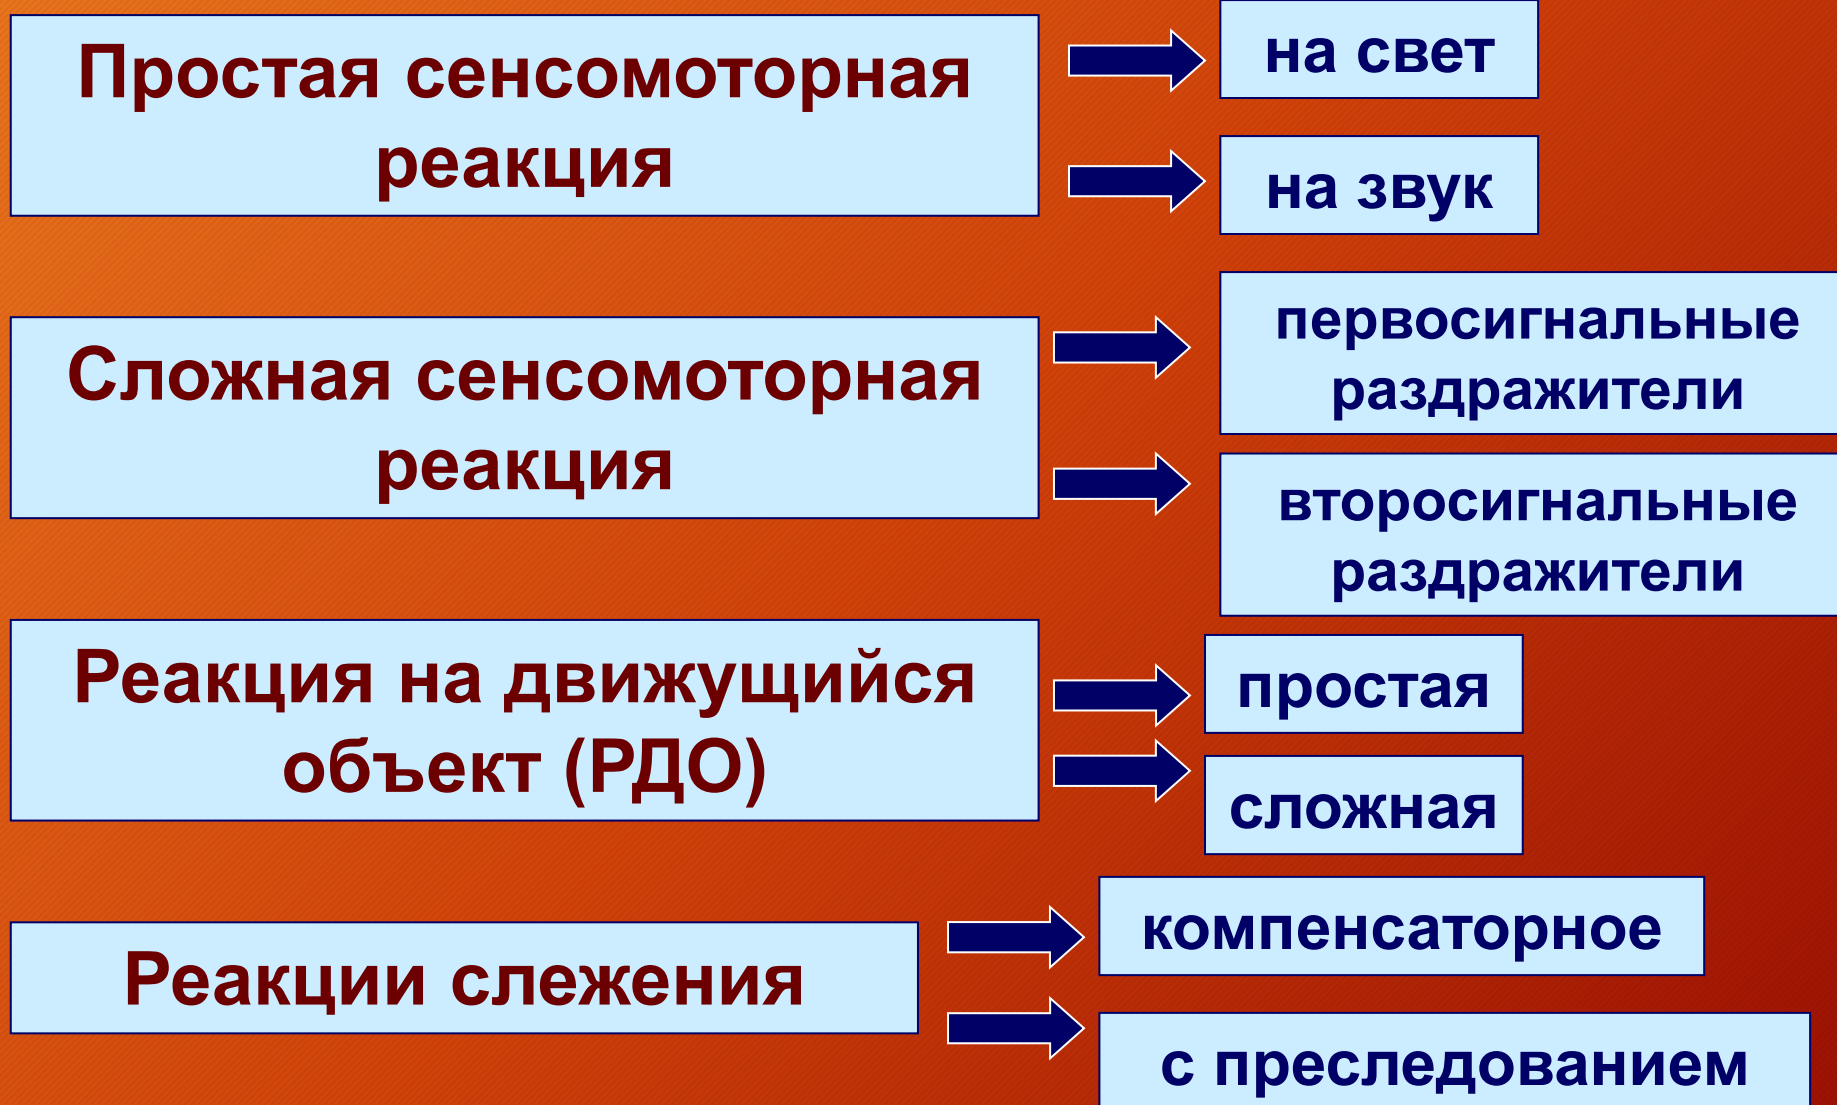 Простая сенсомоторная
реакция
на свет
на звук
Сложная сенсомоторная
реакция
первосигнальные
раздражители
второсигнальные
раздражители
Реакция на движущийся
объект (РДО)
простая
сложная
Реакции слежения
компенсаторное
с преследованием